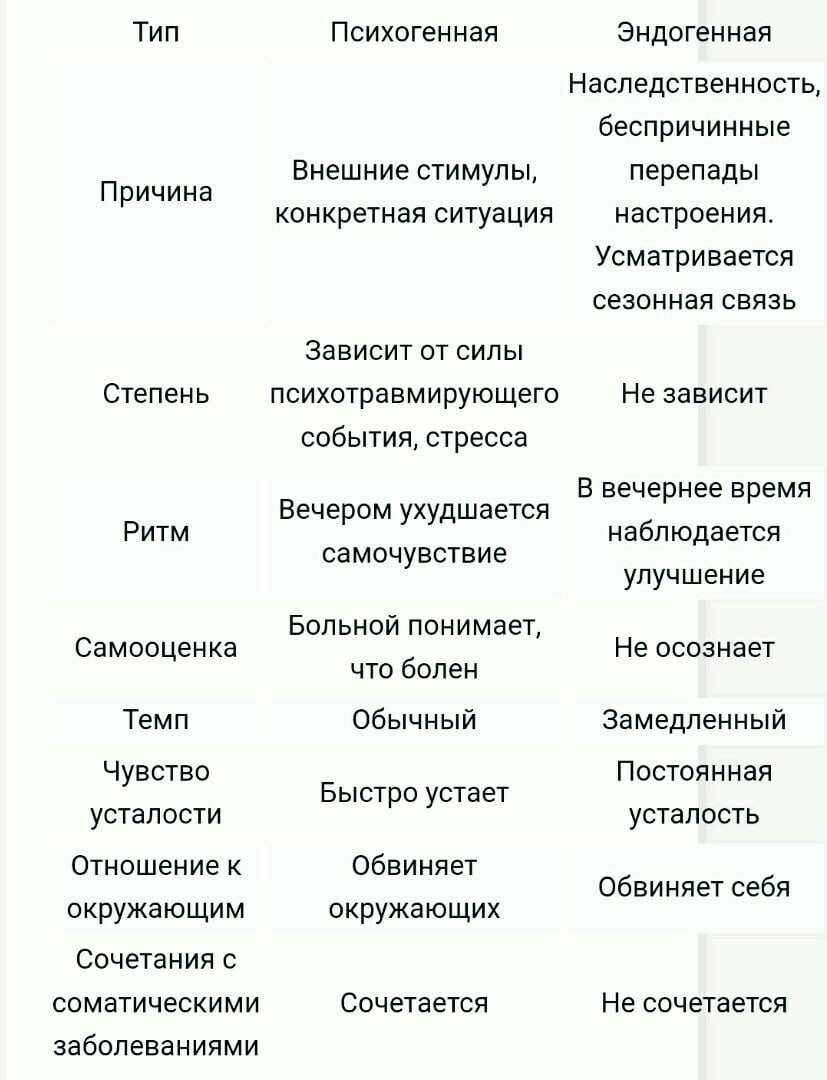 Тип Психогенная Эндогенная
Причина
Внешние стимулы,
конкретная ситуация
Наследственность,
беспричинные
перепады
настроения.
Усматривается
сезонная связь
Степень
Зависит от силы
психотравмирующего
события, стресса
Не зависит
Ритм
Вечером ухудшается
самочувствие
В вечернее время
наблюдается
улучшение
Самооценка
Больной понимает,
что болен
Не осознает
Темп Обычный Замедленный
Чувство
усталости
Быстро устает
Постоянная
усталость
Отношение к
окружающим
Обвиняет
окружающих
Обвиняет себя
Сочетания с
соматическими
заболеваниями
Сочетается
Не сочетается